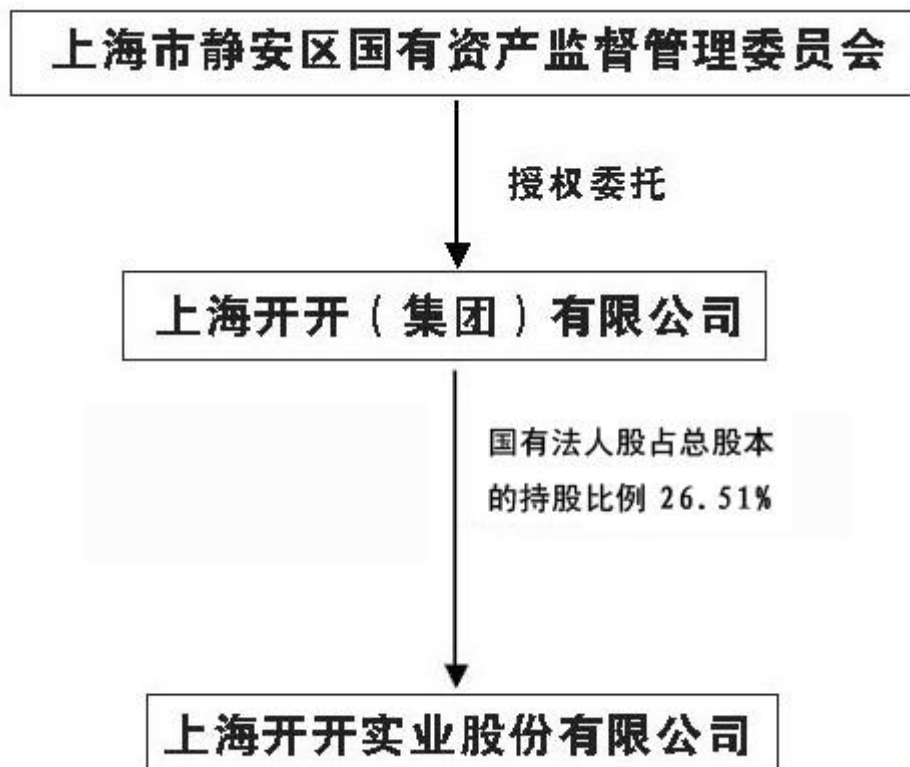 上海市静安区国有资产监督管理委员会
授权委托
上海开开（集团）有限公司
国有法人股占总股本
的持股比例 26.51%
上海开开实业股份有限公司